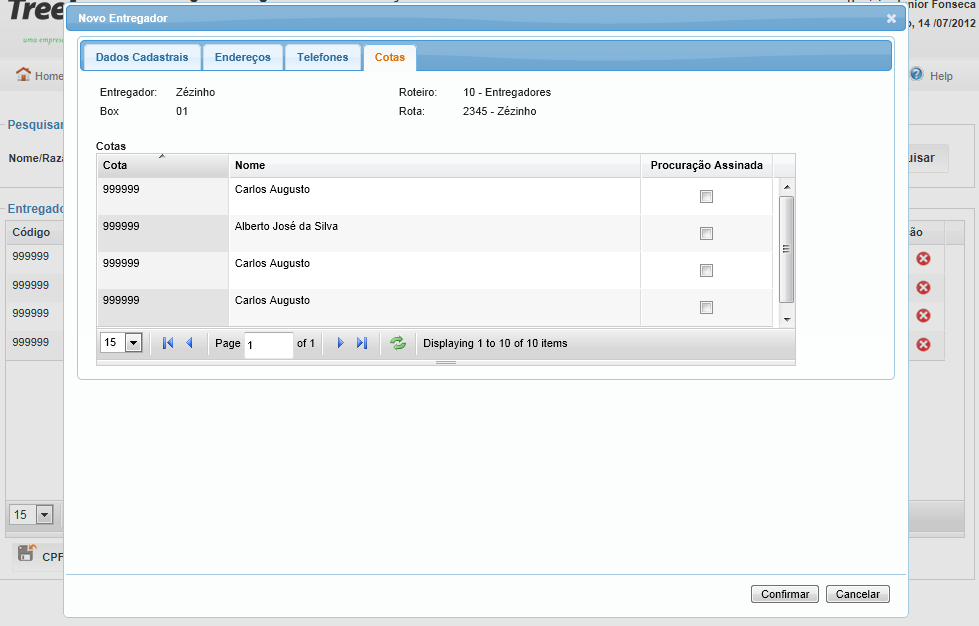 Tree
Novo Entregador
nior Fonseca
, 14 /07/2012
uma empres
Dados Cadastrais
Endereços
Telefones
Cotas
Home
Help
Entregador:
Zézinho
Roteiro:
10 - Entregadores
Box
01
Rota:
2345 - Zézinho
Pesquisar
Nome/Raz
uisar
Cotas
Cota
Nome
Procuração Assinada
999999
Carlos Augusto
999999
Alberto José da Silva
999999
Carlos Augusto
999999
Carlos Augusto
15
Page
1
of 1
Displaying 1 to 10 of 10 items
Entregado
Código
ão
999999
999999
999999
999999
15
CPF
Confirmar
Cancelar